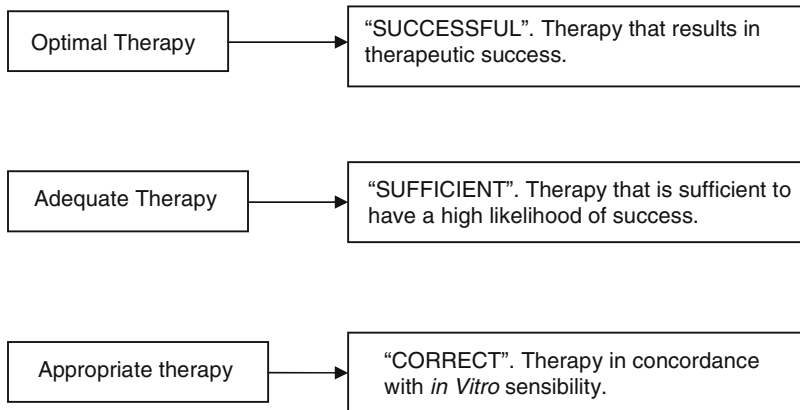 Optimal Therapy
“SUCCESSFUL”. Therapy that results in
therapeutic success.
Adequate Therapy
“SUFFICIENT”. Therapy that is sufficient to
have a high likelihood of success.
Appropriate therapy
“CORRECT”. Therapy in concordance
with in Vitro sensibility.